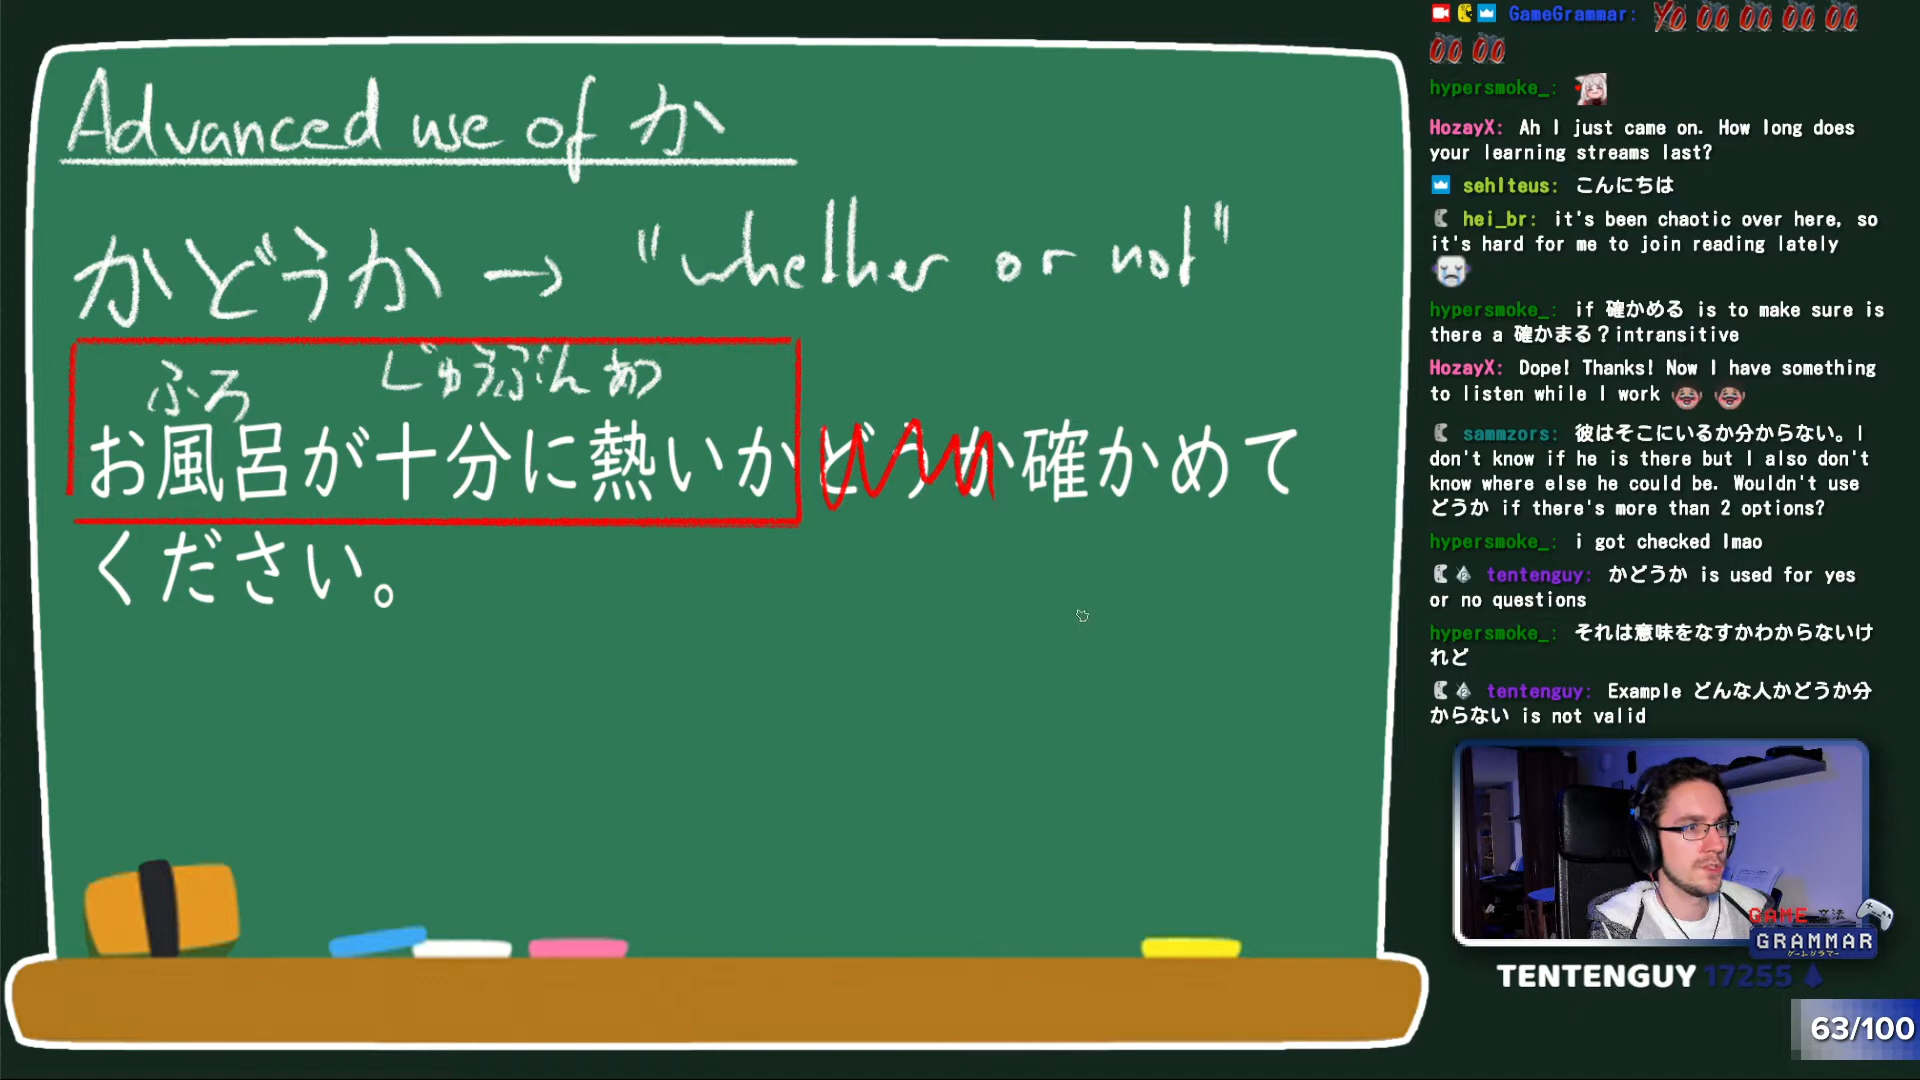 Advanced use of か
かどうか → "whether or not"
ふろ じゅうぶん あつ
お風呂が十分に熱いかどうか確かめて
ください。
GameGrammar:
hypersmoke_:
HozayX: Ah I just came on. How long does
your learning streams last?
sehlteus: こんにちは
hei_br: it's been chaotic over here, so
it's hard for me to join reading lately
hypersmoke_: if 確かめる is to make sure is
there a 確かまる？intransitive
HozayX: Dope! Thanks! Now I have something
to listen while I work
sammzors: 彼はそこにいるか分からない。I
don't know if he is there but I also don't
know where else he could be. Wouldn't use
どうか if there's more than 2 options?
hypersmoke_: i got checked lmao
tentenguy: かどうか is used for yes
or no questions
hypersmoke_: それは意味をなすかわからないけ
れど
tentenguy: Example どんな人かどうか分
からない is not valid
GAME 文法
GRAMMAR
ゲームグラマー
TENTENGUY 17255
63/100